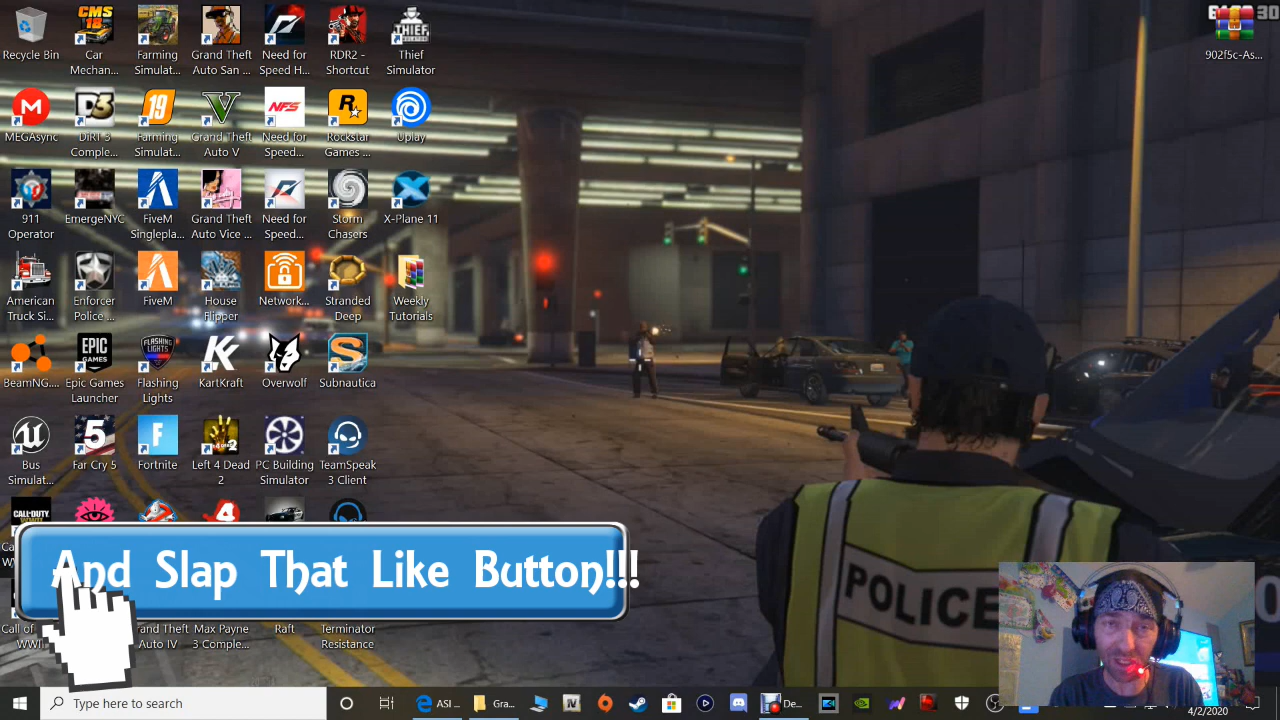 Recycle Bin
Car
Mechan...
Farming
Simulat...
Grand Theft
Auto San ...
Need for
Speed H...
RDR2 -
Shortcut
Thief
Simulator
902f5c-As...
MEGAsync
DiRT 3
Comple...
Farming
Simulat...
Grand Theft
Auto V
Need for
Speed...
Rockstar
Games ...
Uplay
911
Operator
EmergeNYC
FiveM
Singlepla...
Grand Theft
Auto Vice ...
Need for
Speed...
Storm
Chasers
X-Plane 11
American
Truck Si...
Enforcer
Police ...
FiveM
House
Flipper
Network...
Stranded
Deep
Weekly
Tutorials
BeamNG....
Epic Games
Launcher
Flashing
Lights
KartKraft
Overwolf
Subnautica
Bus
Simulat...
Far Cry 5
Fortnite
Left 4 Dead
2
PC Building
Simulator
TeamSpeak
3 Client
And Slap That Like Button!!!
Call of
WWII
Grand Theft
Auto IV
Max Payne
3 Comple...
Raft
Terminator
Resistance
POLICE
Type here to search
ASI ...
Gra...
De...
4/2/2020